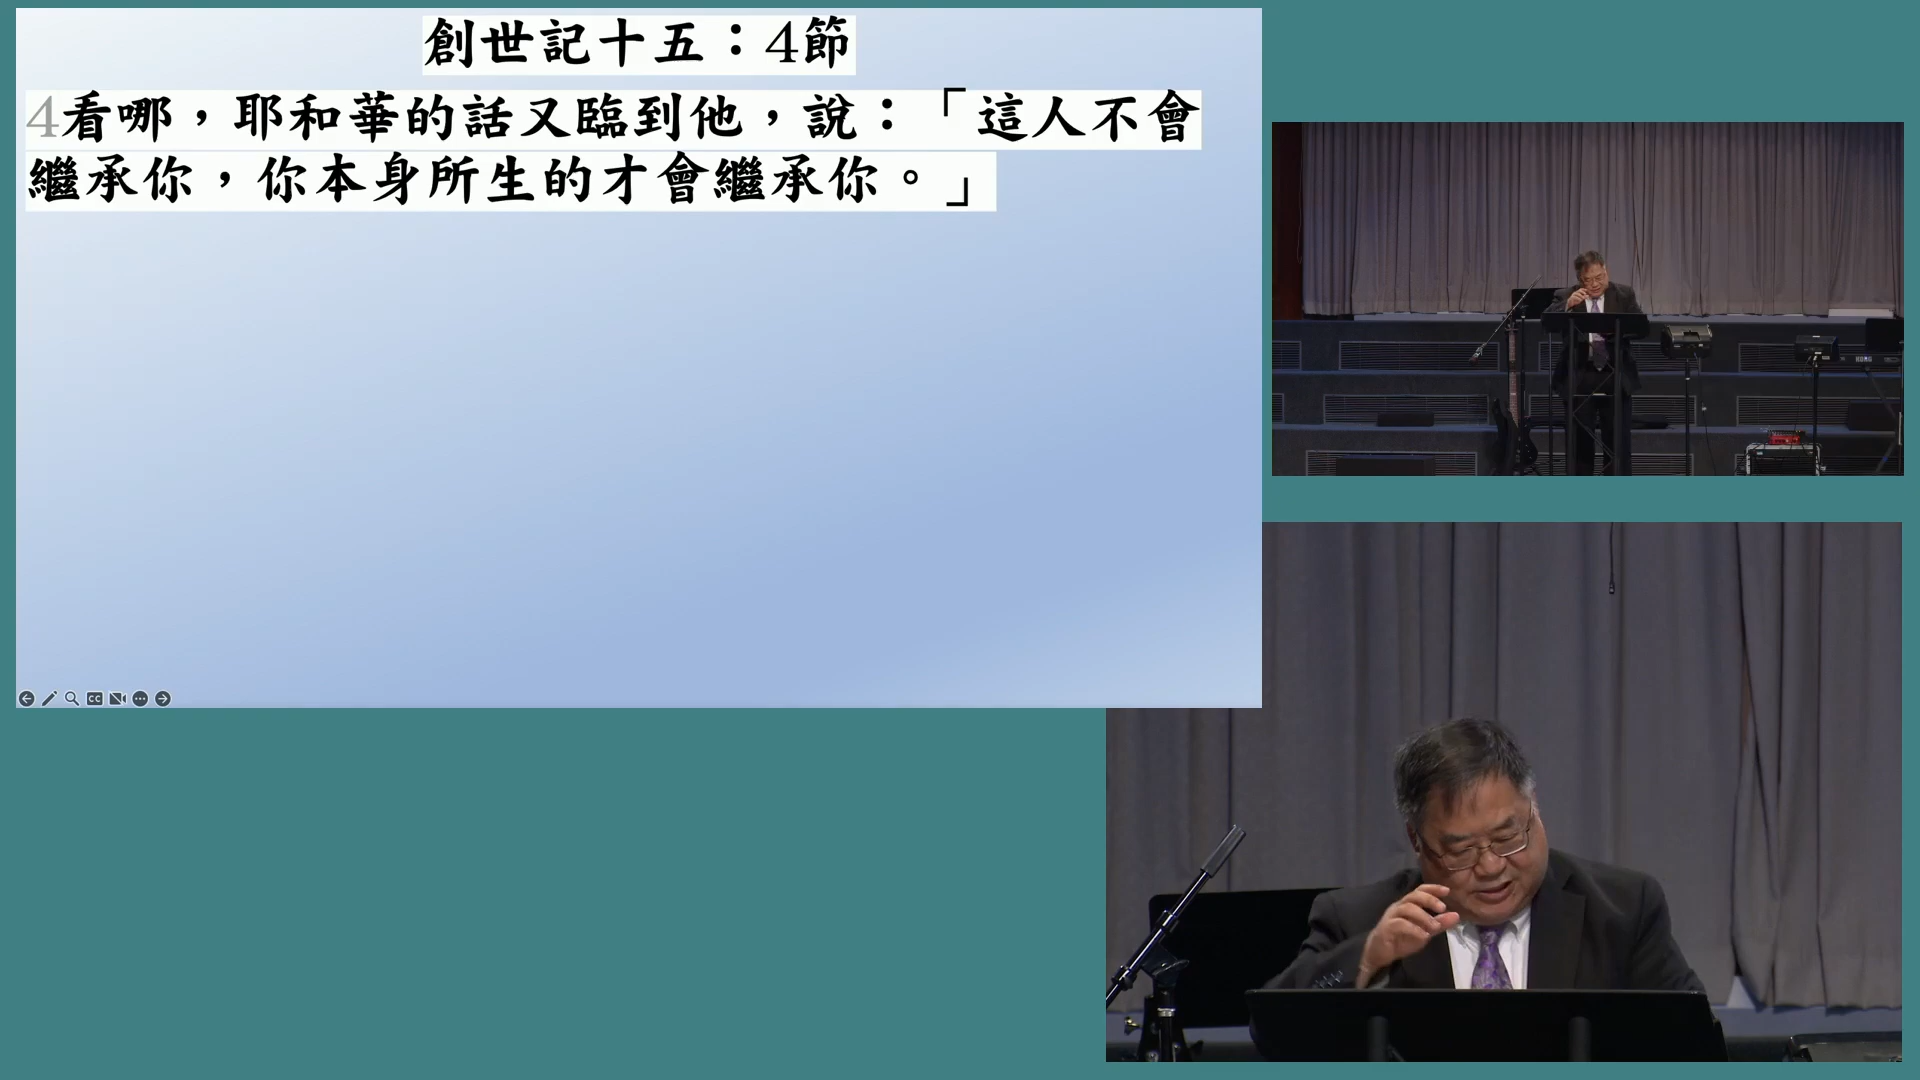 創世記十五：4節
4看哪，耶和華的話又臨到他，說：「這人不會
繼承你，你本身所生的才會繼承你。」
CC